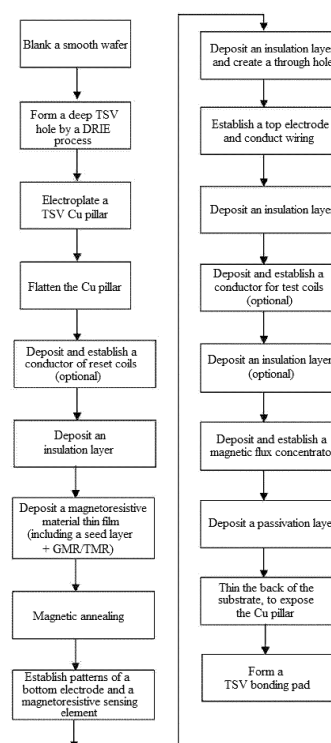 Blank a smooth wafer
Form a deep TSV
hole by a DRIE
process
Electroplate a
TSV Cu pillar
Flatten the Cu pillar
Deposit and establish a
conductor of reset coils
(optional)
Deposit an
insulation layer
Deposit a magnetoresistive
material thin film
(including a seed layer
+ GMR/TMR)
Magnetic annealing
Establish patterns of a
bottom electrode and a
magnetoresistive sensing
element
Deposit an insulation laye
and create a through hole
Establish a top electrode
and conduct wiring
Deposit an insulation laye
Deposit and establish a
conductor for test coils
(optional)
Deposit an insulation layer
(optional)
Deposit and establish a
magnetic flux concentrato
Deposit a passivation laye
Thin the back of the
substrate, to expose
the Cu pillar
Form a
TSV bonding pad